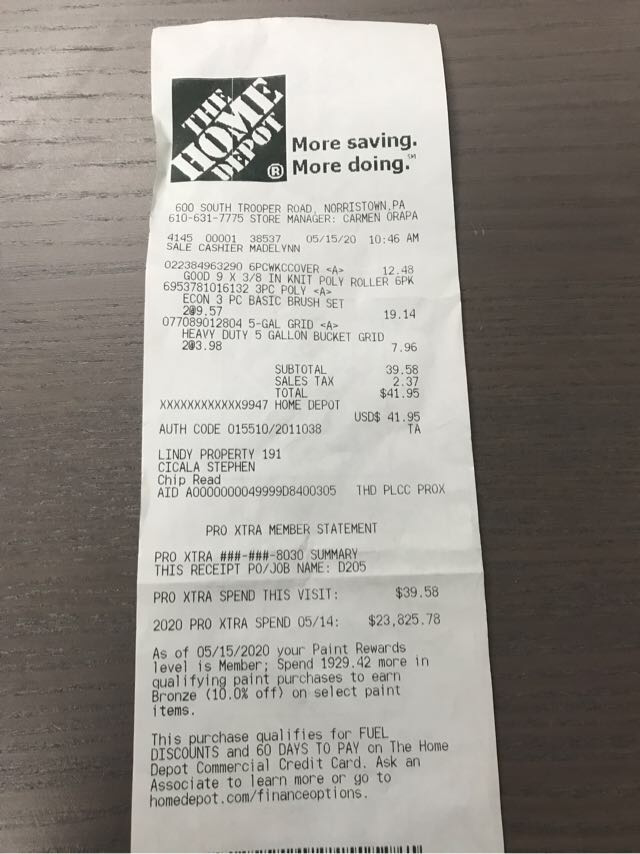 THE
HOME
DEPOT
®
More saving.
More doing.℠
600 SOUTH TROOPER ROAD, NORRISTOWN,PA
610-631-7775 STORE MANAGER: CARMEN ORAPA
4145 00001 38537 05/15/20 10:46 AM
SALE CASHIER MADELYNN
022384963290 6PCWKCCOVER <A> 12.48
GOOD 9 X 3/8 IN KNIT POLY ROLLER 6PK
6953781016132 3PC POLY <A>
ECON 3 PC BASIC BRUSH SET
2@9.57 19.14
077089012804 5-GAL GRID <A>
HEAVY DUTY 5 GALLON BUCKET GRID
2@3.98 7.96
SUBTOTAL 39.58
SALES TAX 2.37
TOTAL $41.95
XXXXXXXXXXXX9947 HOME DEPOT
USD$ 41.95
AUTH CODE 015510/2011038 TA
LINDY PROPERTY 191
CICALA STEPHEN
Chip Read
AID A0000000049999D8400305 THD PLCC PROX
PRO XTRA MEMBER STATEMENT
PRO XTRA ###-###-8030 SUMMARY
THIS RECEIPT PO/JOB NAME: D205
PRO XTRA SPEND THIS VISIT: $39.58
2020 PRO XTRA SPEND 05/14: $23,825.78
As of 05/15/2020 your Paint Rewards
level is Member; Spend 1929.42 more in
qualifying paint purchases to earn
Bronze (10.0% off) on select paint
items.
This purchase qualifies for FUEL
DISCOUNTS and 60 DAYS TO PAY on The Home
Depot Commercial Credit Card. Ask an
Associate to learn more or go to
homedepot.com/financeoptions.